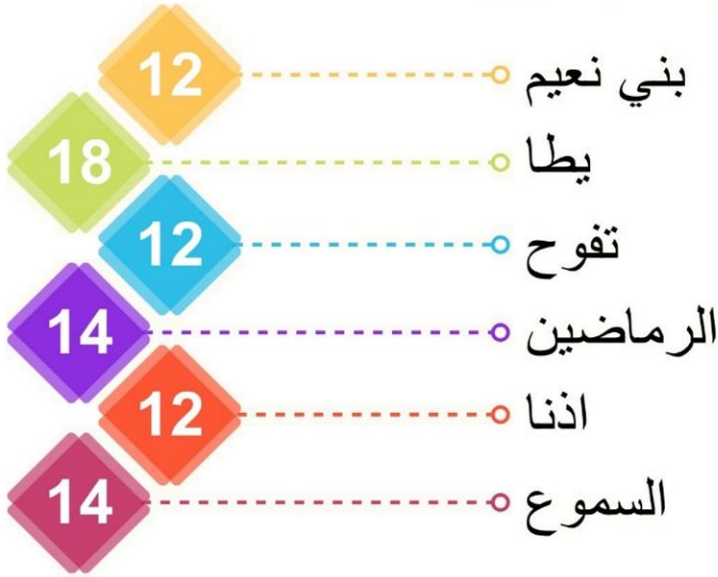 12 بني نعيم
18 يطا
12 تفوح
14 الرماضين
12 اذنا
14 السموع